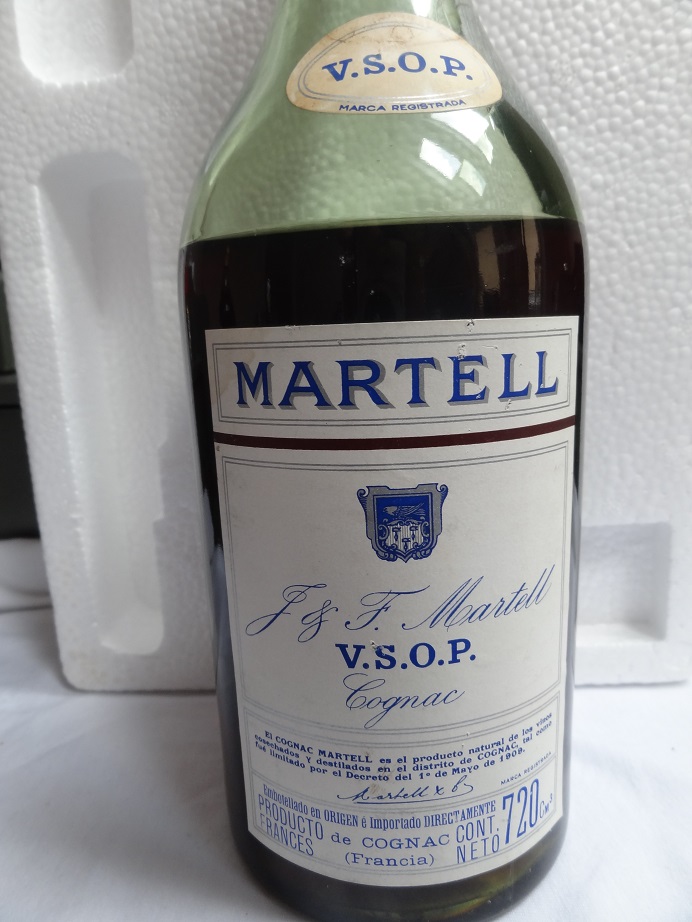 V.S.O.P.
MARCA REGISTRADA
MARTELL
J & F. Martell
V.S.O.P.
Cognac
El COGNAC MARTELL es el producto natural de los vinos
cosechados y destilados en el distrito de COGNAC, tal como
fué limitado por el Decreto del 1º de Mayo de 1909.
MARCA REGISTRADA
Martell & Co
Embotellado en ORIGEN é Importado DIRECTAMENTE
PRODUCTO FRANCES
de COGNAC
(Francia)
CONT. NETO
720 Cm³